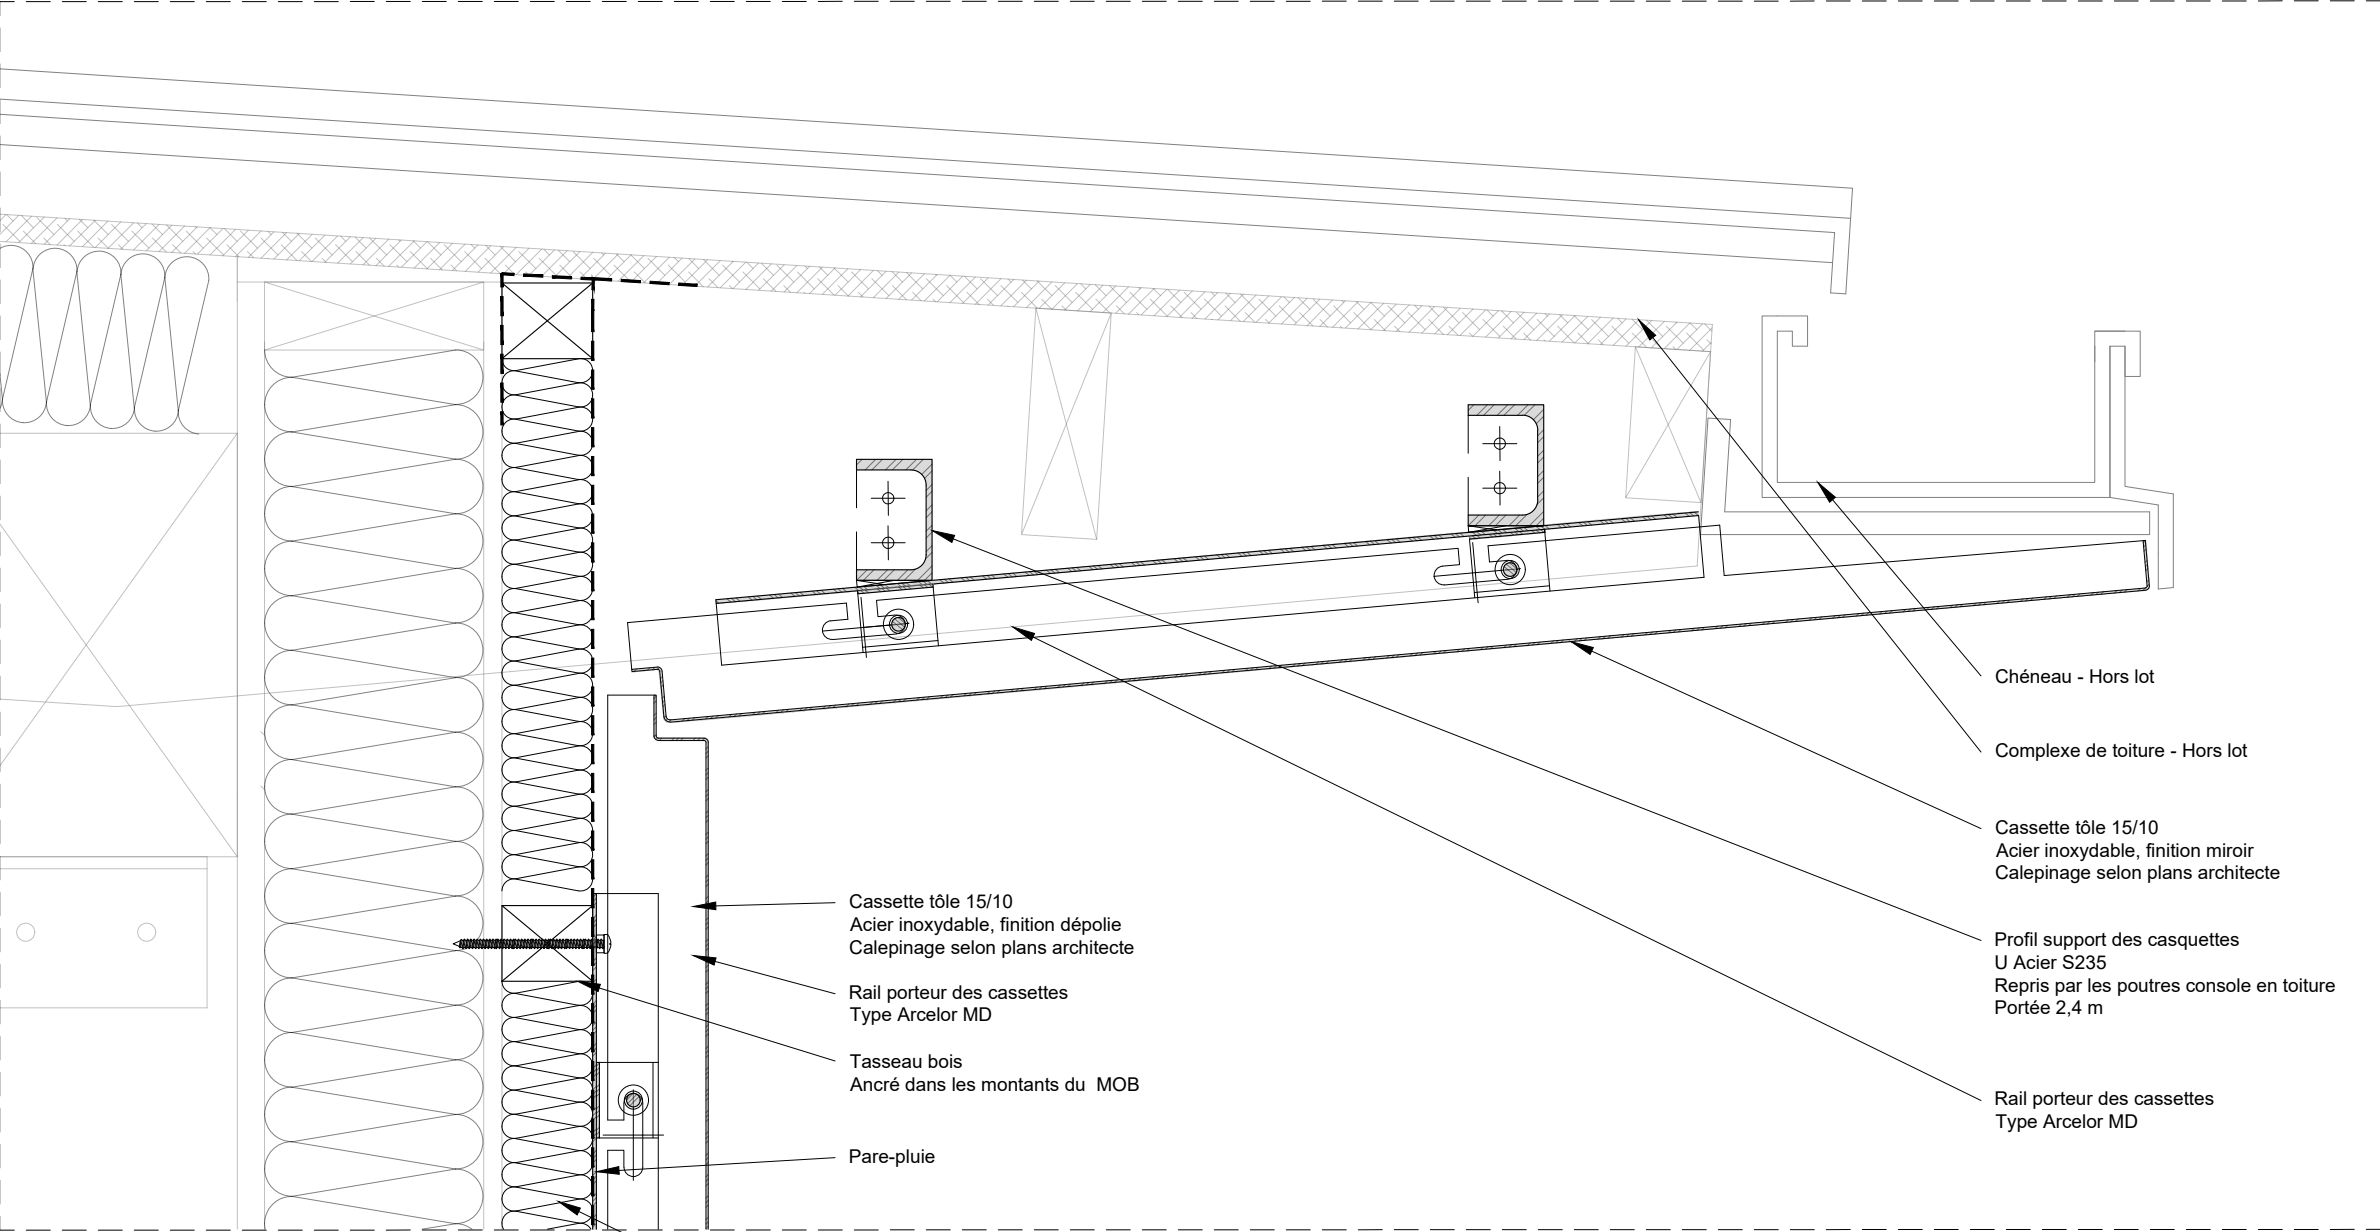 Chéneau - Hors lot
Complexe de toiture - Hors lot
Cassette tôle 15/10
Acier inoxydable, finition miroir
Calepinage selon plans architecte
Cassette tôle 15/10
Acier inoxydable, finition dépolie
Calepinage selon plans architecte
Profil support des casquettes
U Acier S235
Repris par les poutres console en toiture
Portée 2,4 m
Rail porteur des cassettes
Type Arcelor MD
Tasseau bois
Ancré dans les montants du  MOB
Rail porteur des cassettes
Type Arcelor MD
Pare-pluie